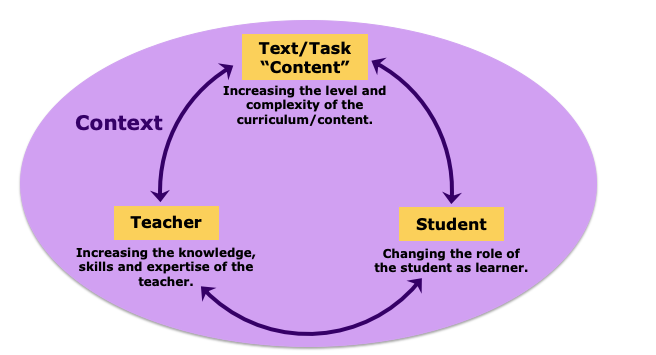 Text/Task
“Content”
Increasing the level and
complexity of the
curriculum/content.
Context
Teacher
Increasing the knowledge,
skills and expertise of the
teacher.
Student
Changing the role of
the student as learner.